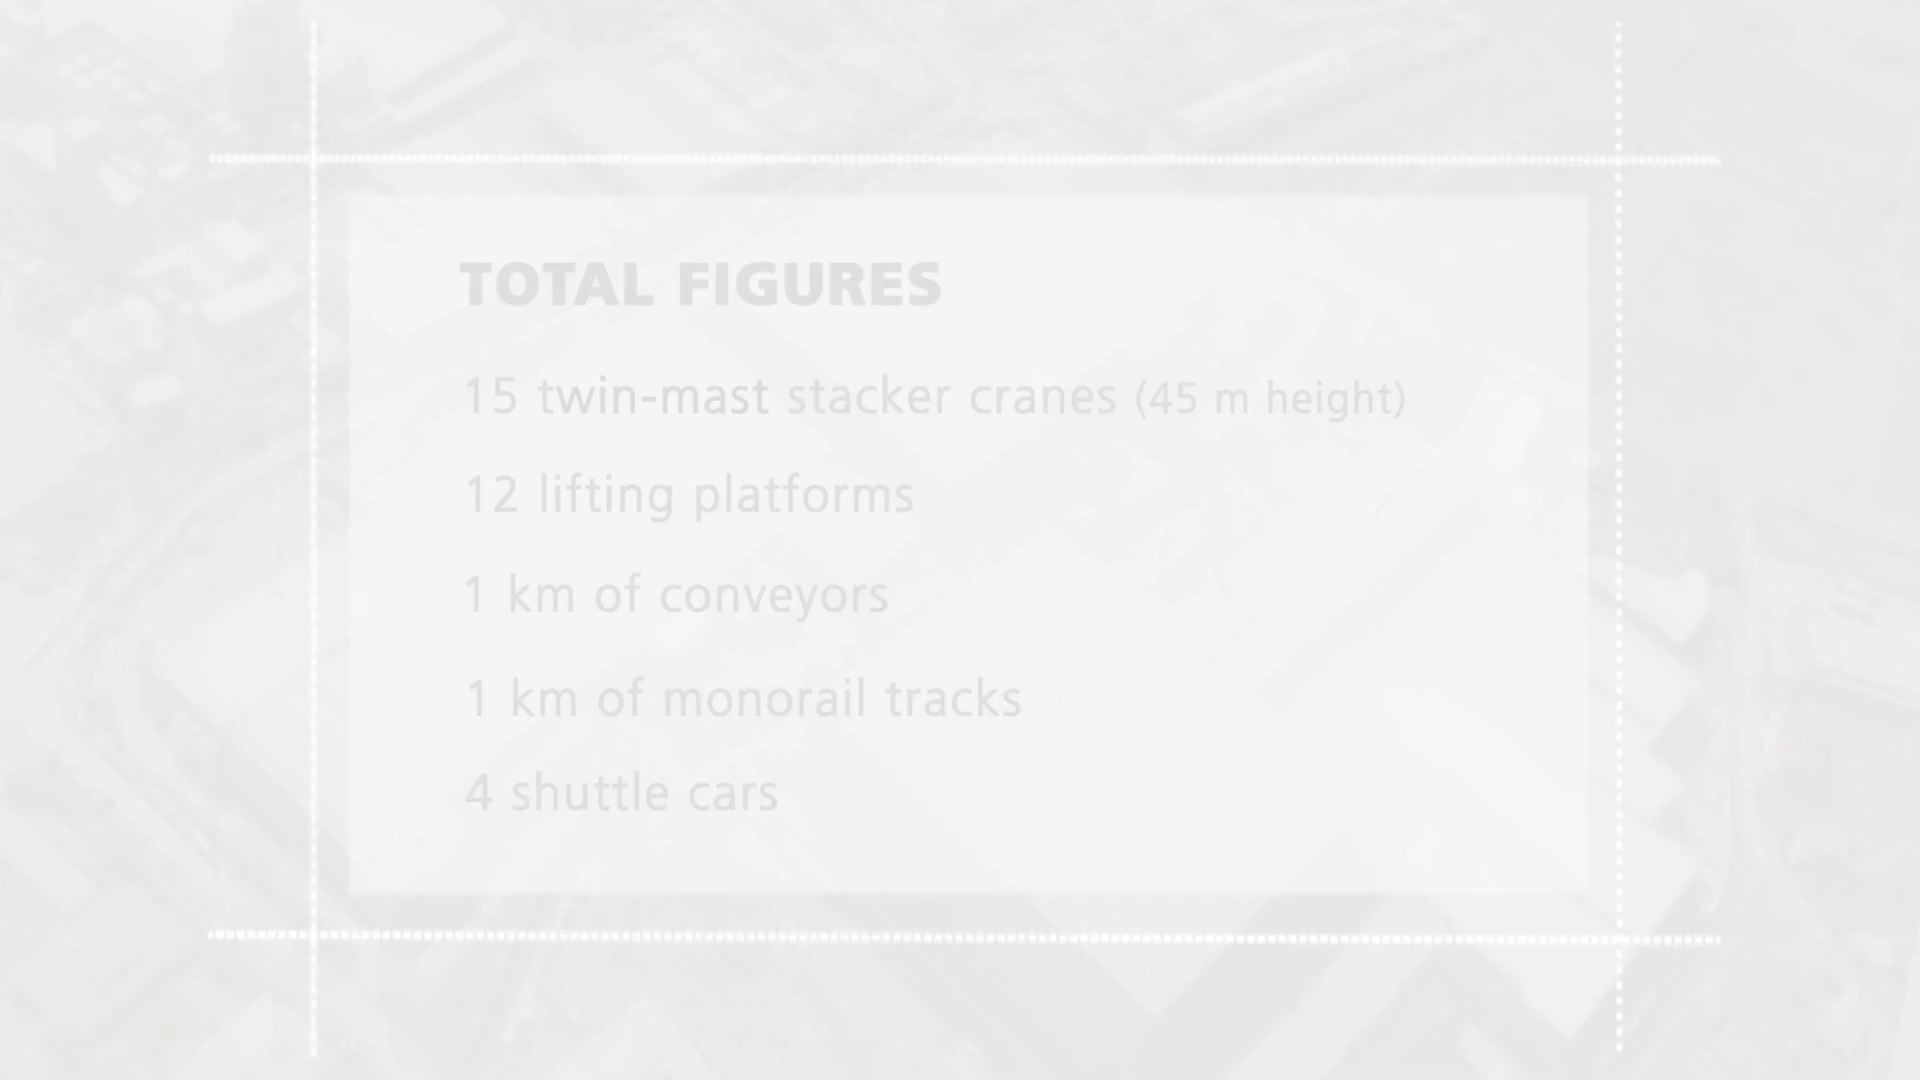 TOTAL FIGURES
15 twin-mast stacker cranes (45 m height)
12 lifting platforms
1 km of conveyors
1 km of monorail tracks
4 shuttle cars